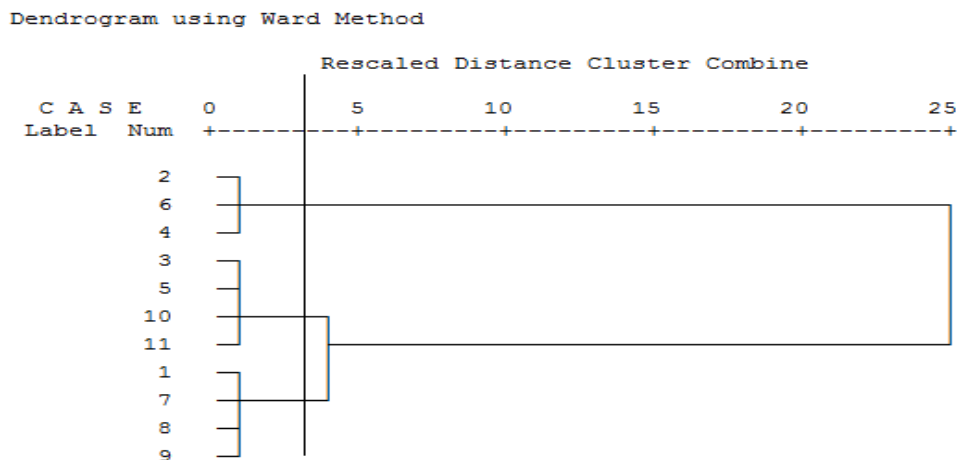 Dendrogram using Ward Method
Rescaled Distance Cluster Combine
C A S E 0 5 10 15 20 25
Label Num +---------+---------+---------+---------+---------+
2
6
4
3
5
10
11
1
7
8
9